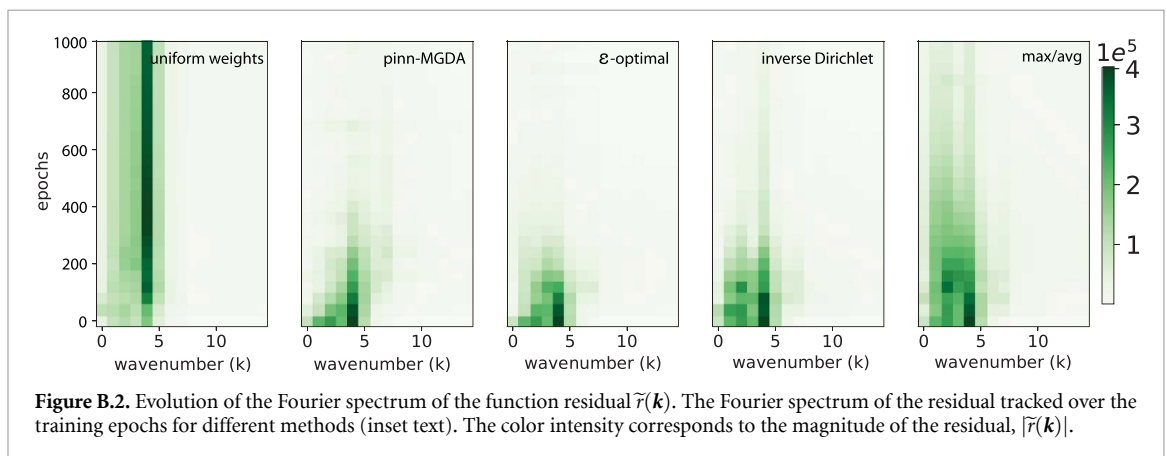 uniform weights
pinn-MGDA
ε-optimal
inverse Dirichlet
max/avg
1e⁵
1000
800
600
400
200
0
epochs
4
3
2
1
0 5 10
0 5 10
0 5 10
0 5 10
0 5 10
wavenumber (k)
wavenumber (k)
wavenumber (k)
wavenumber (k)
wavenumber (k)
Figure B.2. Evolution of the Fourier spectrum of the function residual r̃(k). The Fourier spectrum of the residual tracked over the
training epochs for different methods (inset text). The color intensity corresponds to the magnitude of the residual, |r̃(k)|.